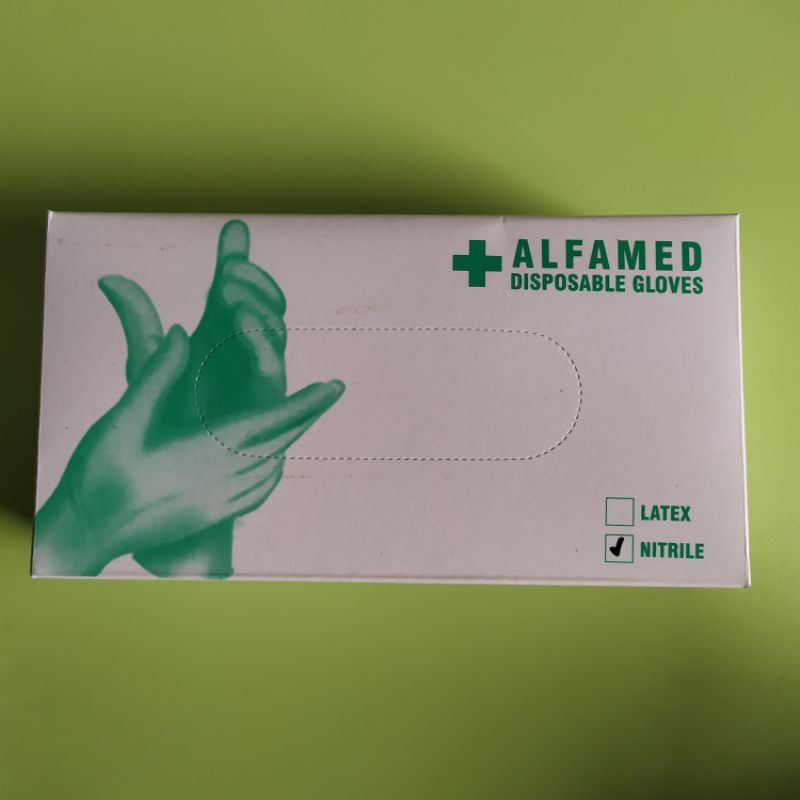 ALFAMED
DISPOSABLE GLOVES
LATEX
NITRILE